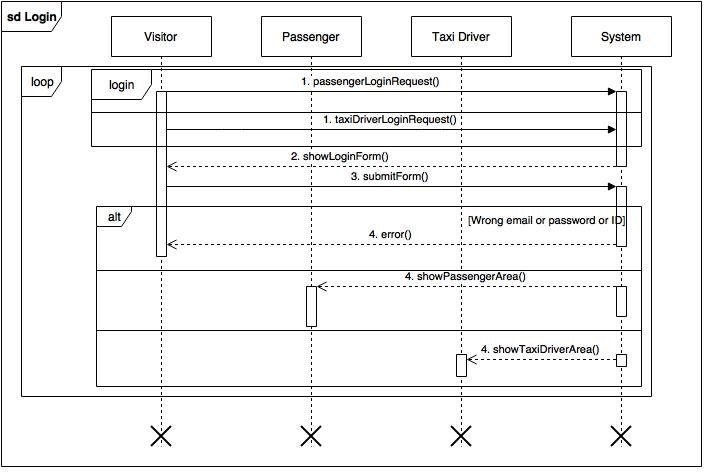 sd Login
Visitor
Passenger
Taxi Driver
System
loop
login
1. passengerLoginRequest()
1. taxiDriverLoginRequest()
2. showLoginForm()
3. submitForm()
alt
[Wrong email or password or ID]
4. error()
4. showPassengerArea()
4. showTaxiDriverArea()